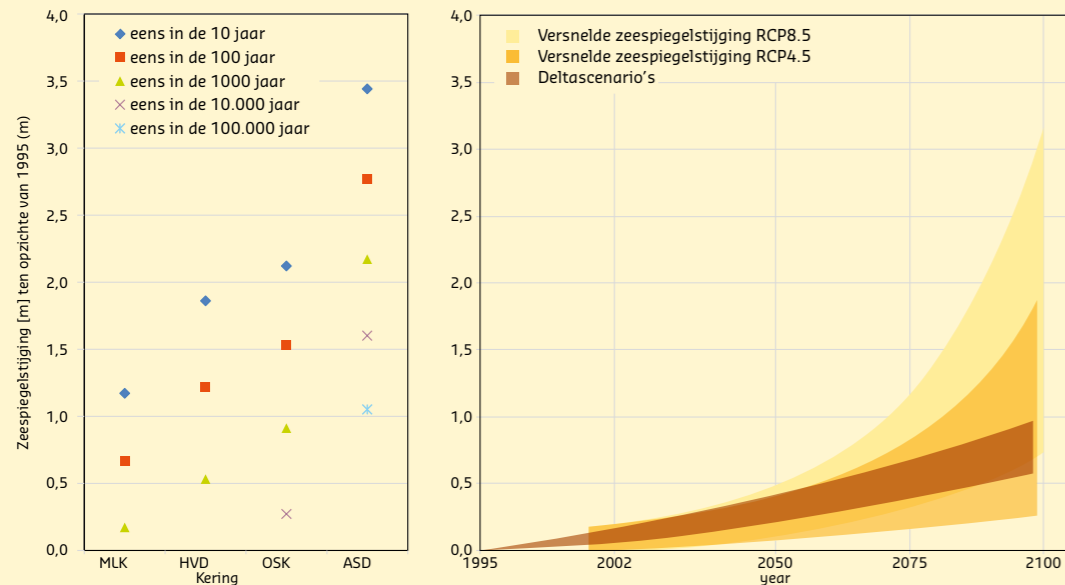 Zeespiegelstijging [m] ten opzichte van 1995 (m)
4,0
3,5
3,0
2,5
2,0
1,5
1,0
0,5
0,0
eens in de 10 jaar
eens in de 100 jaar
eens in de 1000 jaar
eens in de 10.000 jaar
eens in de 100.000 jaar
MLK HVD OSK ASD
Kering
4,0
3,5
3,0
2,5
2,0
1,5
1,0
0,5
0,0
Versnelde zeespiegelstijging RCP8.5
Versnelde zeespiegelstijging RCP4.5
Deltascenario's
1995 2002 2050 2075 2100
year